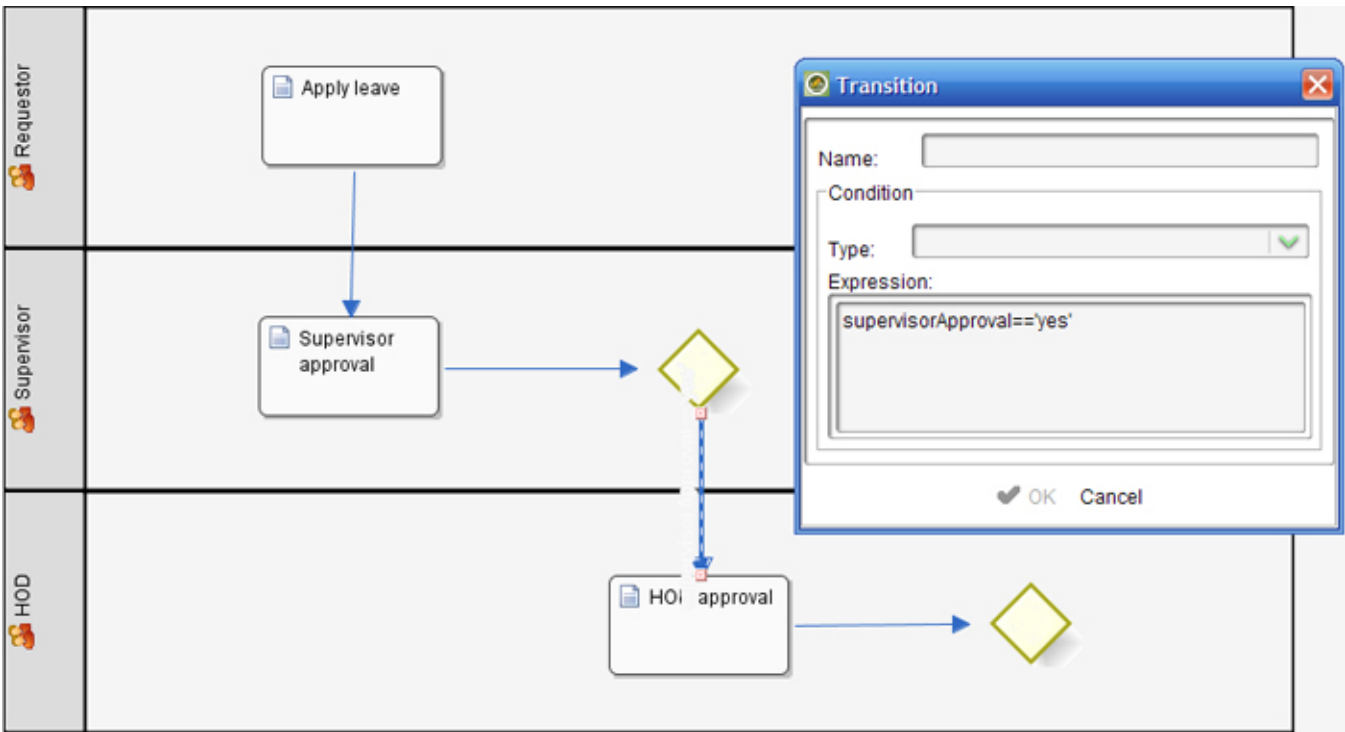 Requestor
Apply leave
Supervisor
Supervisor
approval
HOD
approval
Transition
Name:
Condition
Type:
Expression:
supervisorApproval=='yes'
OK Cancel